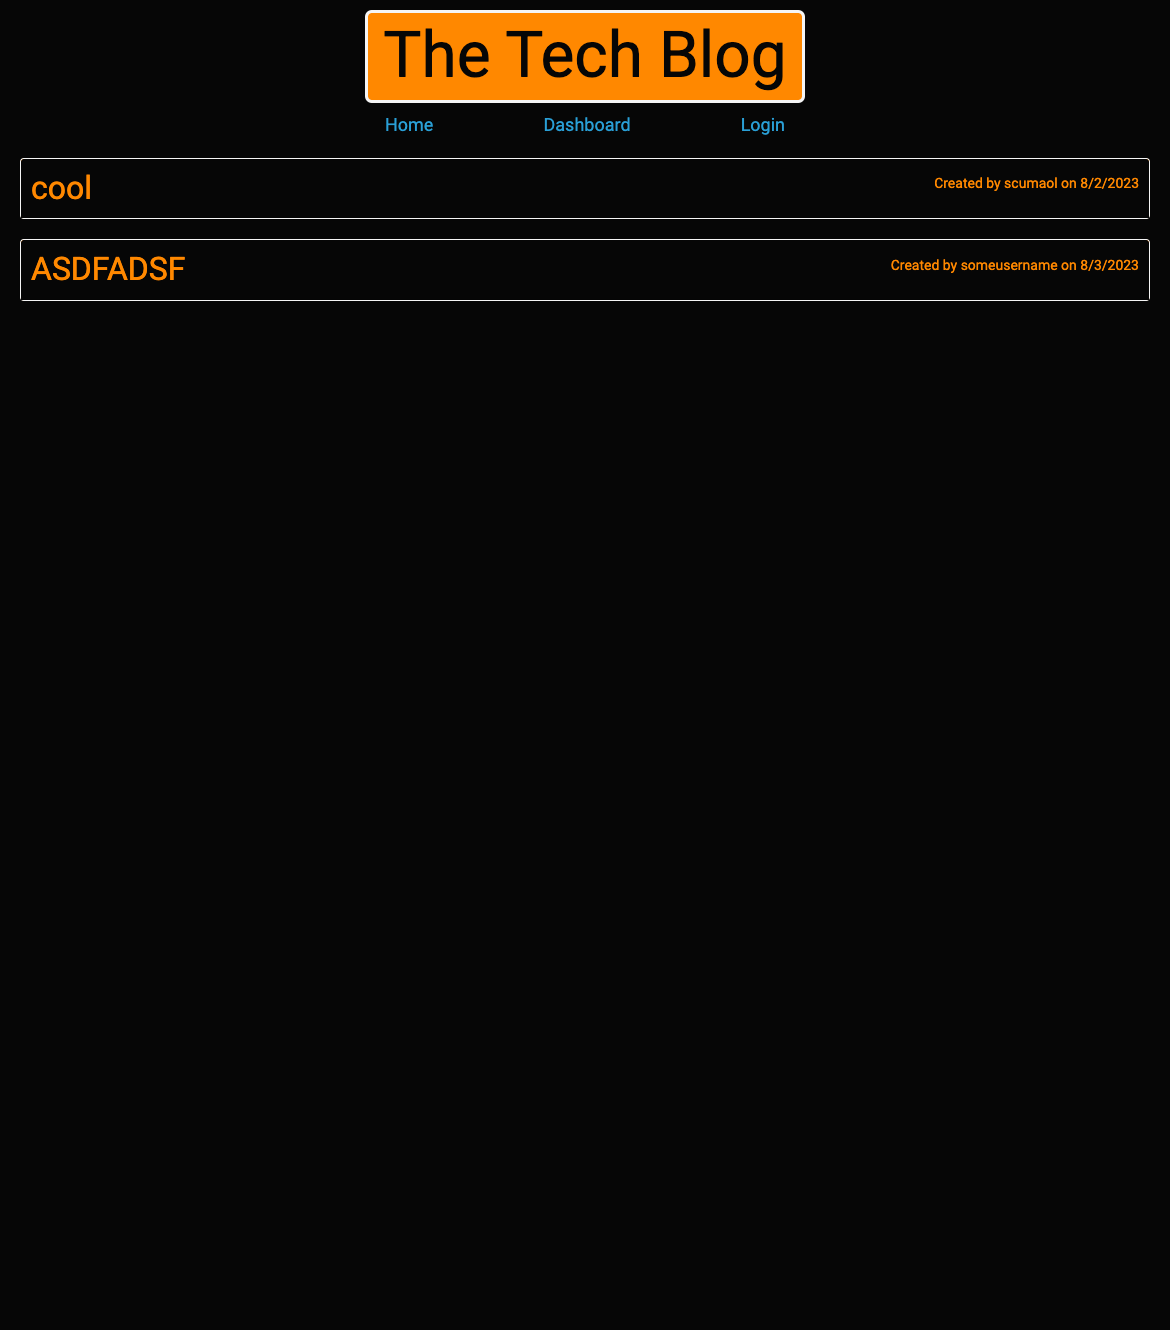 The Tech Blog
Home Dashboard Login
cool Created by scumaol on 8/2/2023
ASDFADSF Created by someusername on 8/3/2023